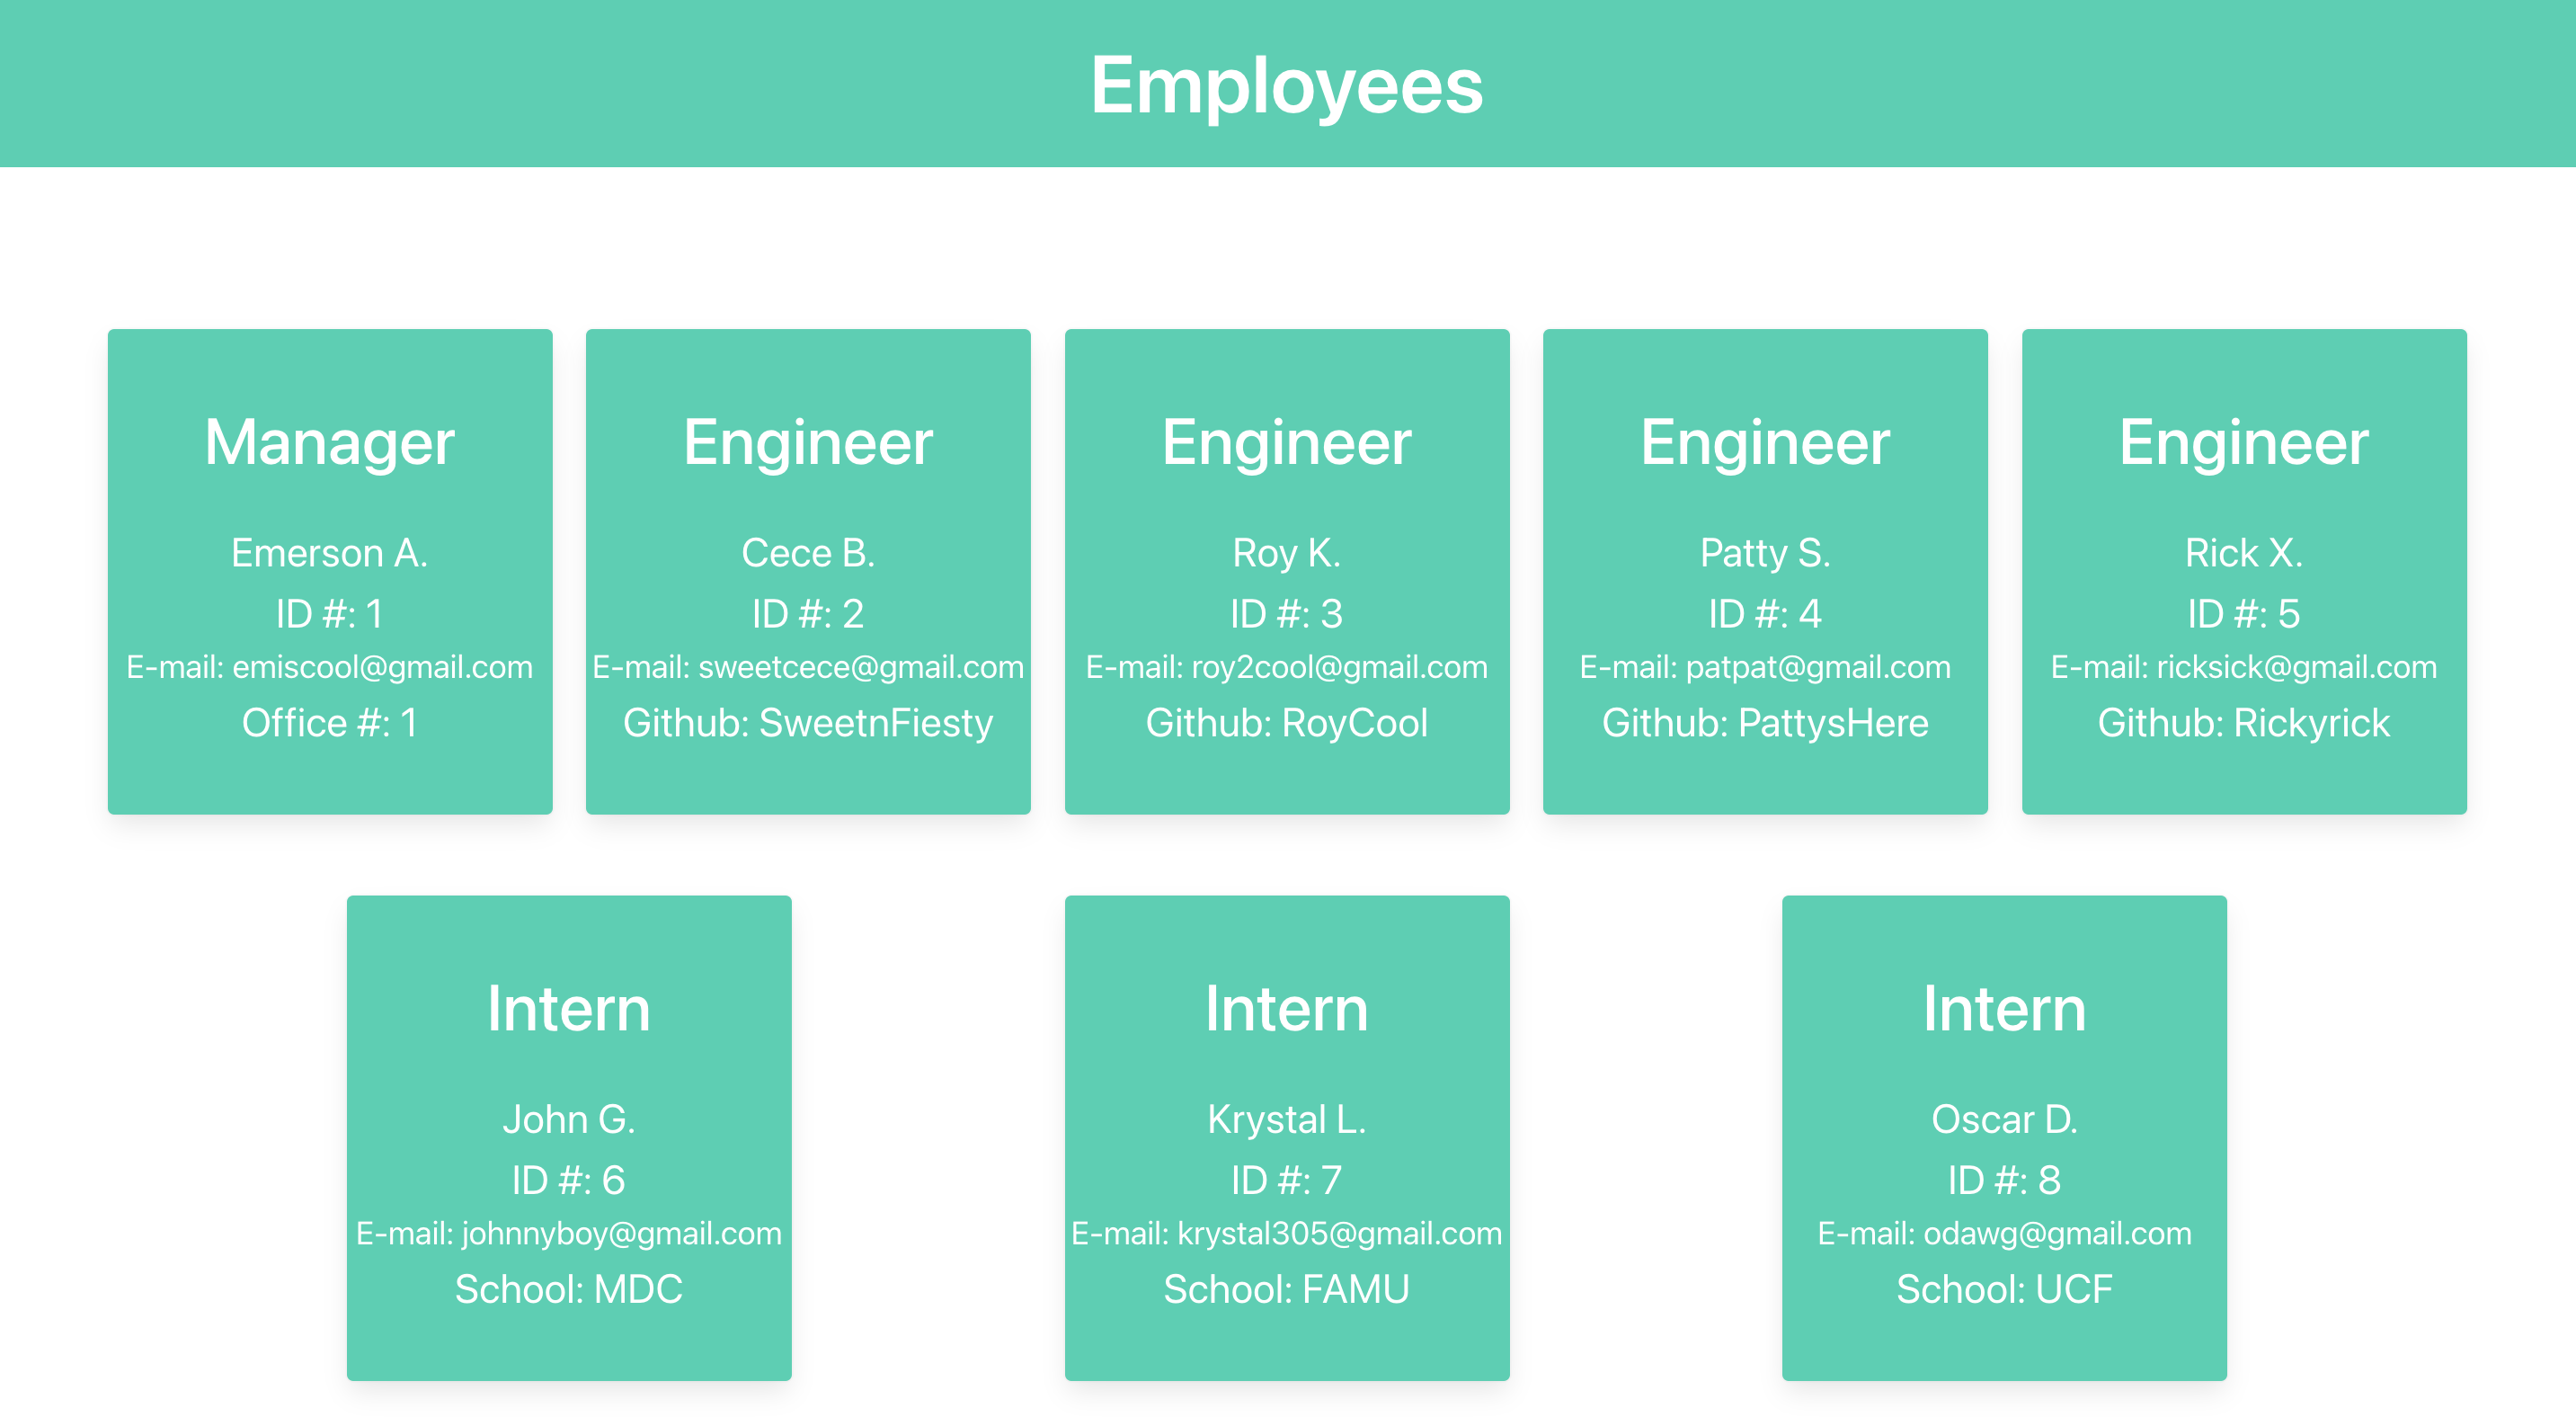 Employees
Manager
Emerson A.
ID #: 1
E-mail: emiscool@gmail.com
Office #: 1
Engineer
Cece B.
ID #: 2
E-mail: sweetcece@gmail.com
Github: SweetnFiesty
Engineer
Roy K.
ID #: 3
E-mail: roy2cool@gmail.com
Github: RoyCool
Engineer
Patty S.
ID #: 4
E-mail: patpat@gmail.com
Github: PattysHere
Engineer
Rick X.
ID #: 5
E-mail: ricksick@gmail.com
Github: Rickyrick
Intern
John G.
ID #: 6
E-mail: johnnyboy@gmail.com
School: MDC
Intern
Krystal L.
ID #: 7
E-mail: krystal305@gmail.com
School: FAMU
Intern
Oscar D.
ID #: 8
E-mail: odawg@gmail.com
School: UCF